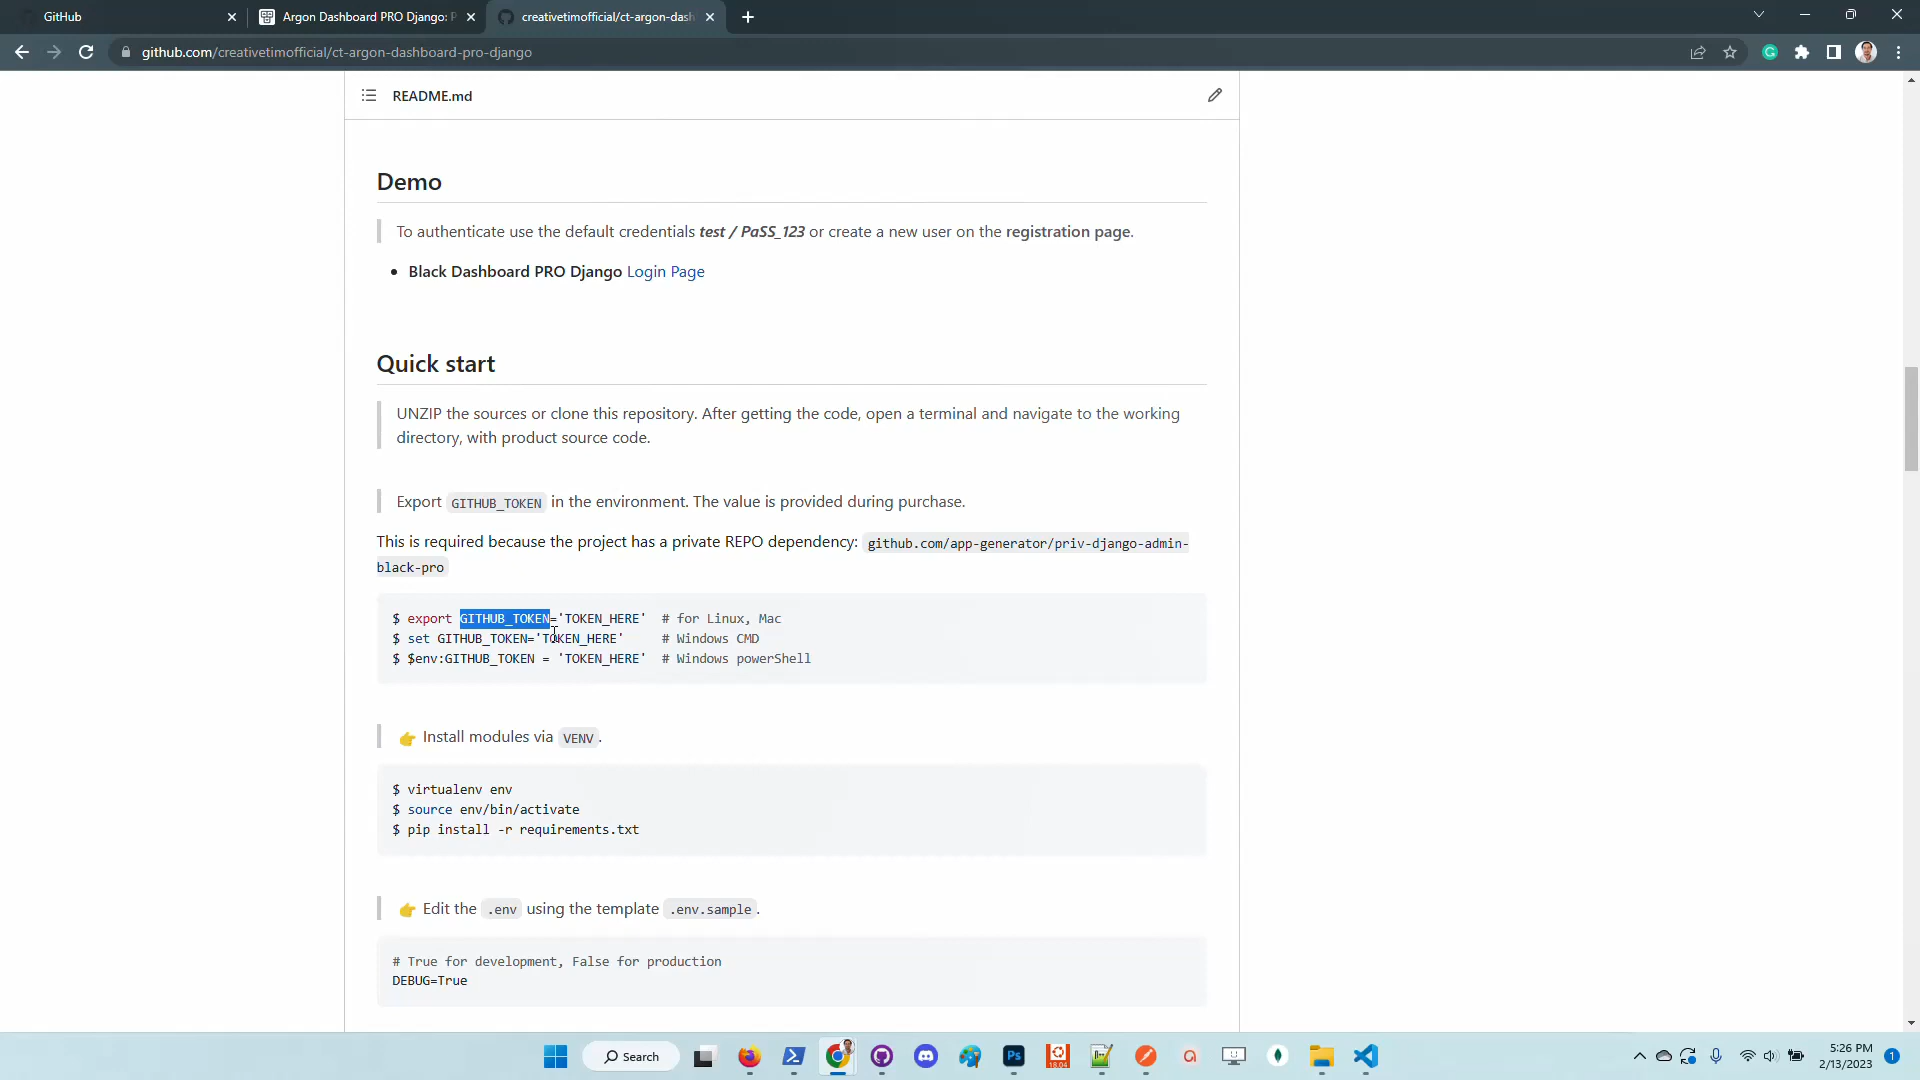 GitHub
Argon Dashboard PRO Django: P
creativetimofficial/ct-argon-dash
github.com/creativetimofficial/ct-argon-dashboard-pro-django
README.md
Demo
To authenticate use the default credentials test / PaSS_123 or create a new user on the registration page.
Black Dashboard PRO Django Login Page
Quick start
UNZIP the sources or clone this repository. After getting the code, open a terminal and navigate to the working
directory, with product source code.
Export GITHUB_TOKEN in the environment. The value is provided during purchase.
This is required because the project has a private REPO dependency: github.com/app-generator/priv-django-admin-
black-pro
$ export GITHUB_TOKEN='TOKEN_HERE' # for Linux, Mac
$ set GITHUB_TOKEN='TOKEN_HERE' # Windows CMD
$ $env:GITHUB_TOKEN = 'TOKEN_HERE' # Windows powerShell
👉 Install modules via VENV.
$ virtualenv env
$ source env/bin/activate
$ pip install -r requirements.txt
👉 Edit the .env using the template .env.sample.
# True for development, False for production
DEBUG=True
Search
Ps
18.04
5:26 PM
2/13/2023
1